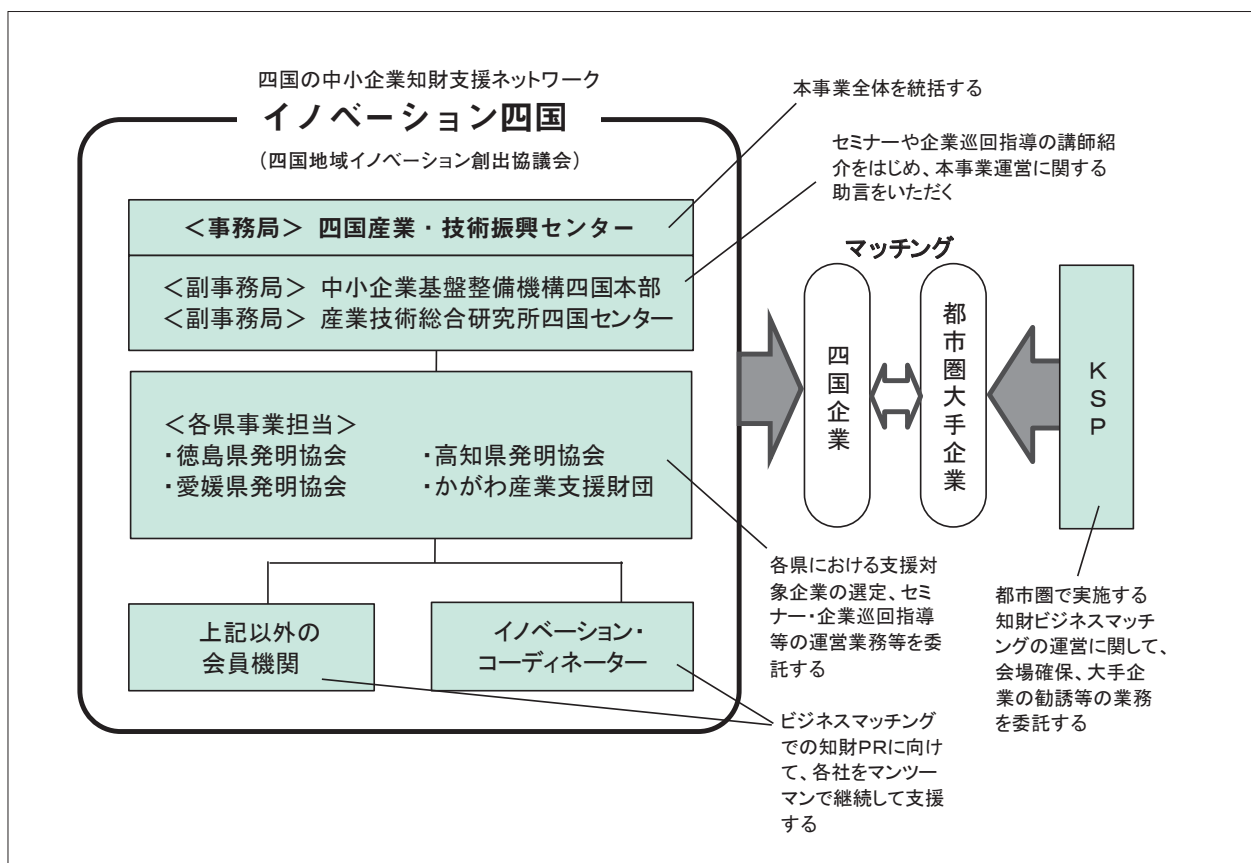 四国の中小企業知財支援ネットワーク
イノベーション四国
（四国地域イノベーション創出協議会）
＜事務局＞ 四国産業・技術振興センター
＜副事務局＞ 中小企業基盤整備機構四国本部
＜副事務局＞ 産業技術総合研究所四国センター
＜各県事業担当＞
・徳島県発明協会
・高知県発明協会
・愛媛県発明協会
・かがわ産業支援財団
上記以外の
会員機関
イノベーション・
コーディネーター
本事業全体を統括する
セミナーや企業巡回指導の講師紹
介をはじめ、本事業運営に関する
助言をいただく
マッチング
四国企業
都市圏大手企業
ＫＳＰ
各県における支援対
象企業の選定、セミ
ナー・企業巡回指導
等の運営業務等を委
託する
都市圏で実施する
知財ビジネスマッチ
ングの運営に関して、
会場確保、大手企
業の勧誘等の業務
を委託する
ビジネスマッチング
での知財PRに向け
て、各社をマンツー
マンで継続して支援
する